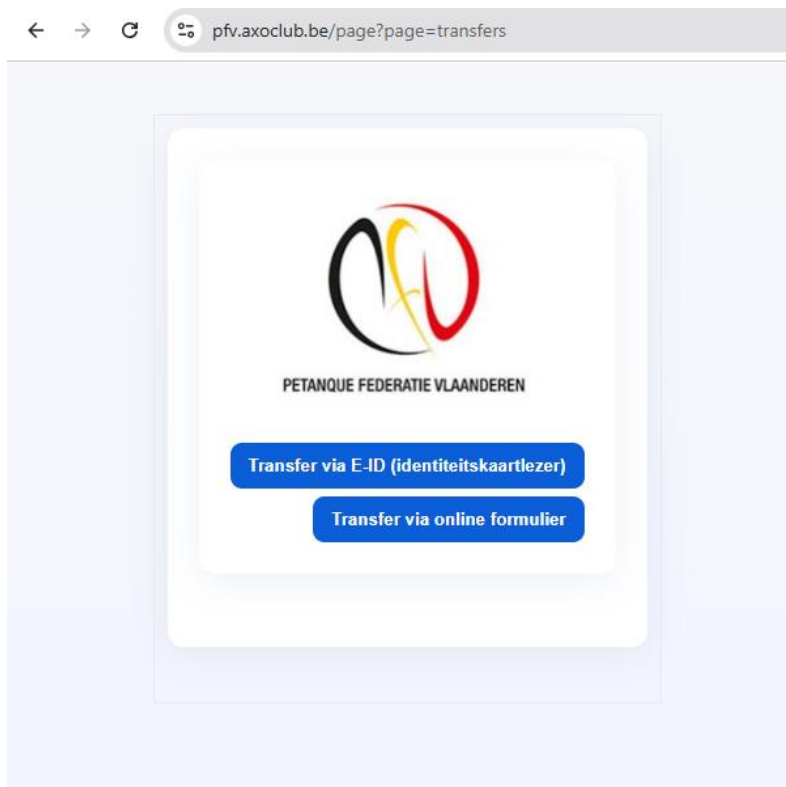 pfv.axoclub.be/page?page=transfers
PETANQUE FEDERATIE VLAANDEREN
Transfer via E-ID (identiteitskaartlezer)
Transfer via online formulier